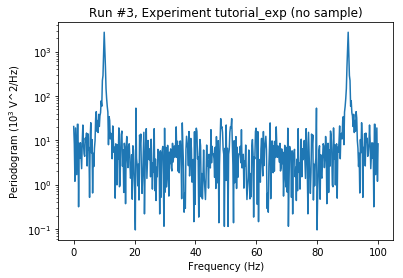 Run #3, Experiment tutorial_exp (no sample)
Periodogram (10³ V^2/Hz)
10³
10²
10¹
10⁰
10⁻¹
0 20 40 60 80 100
Frequency (Hz)